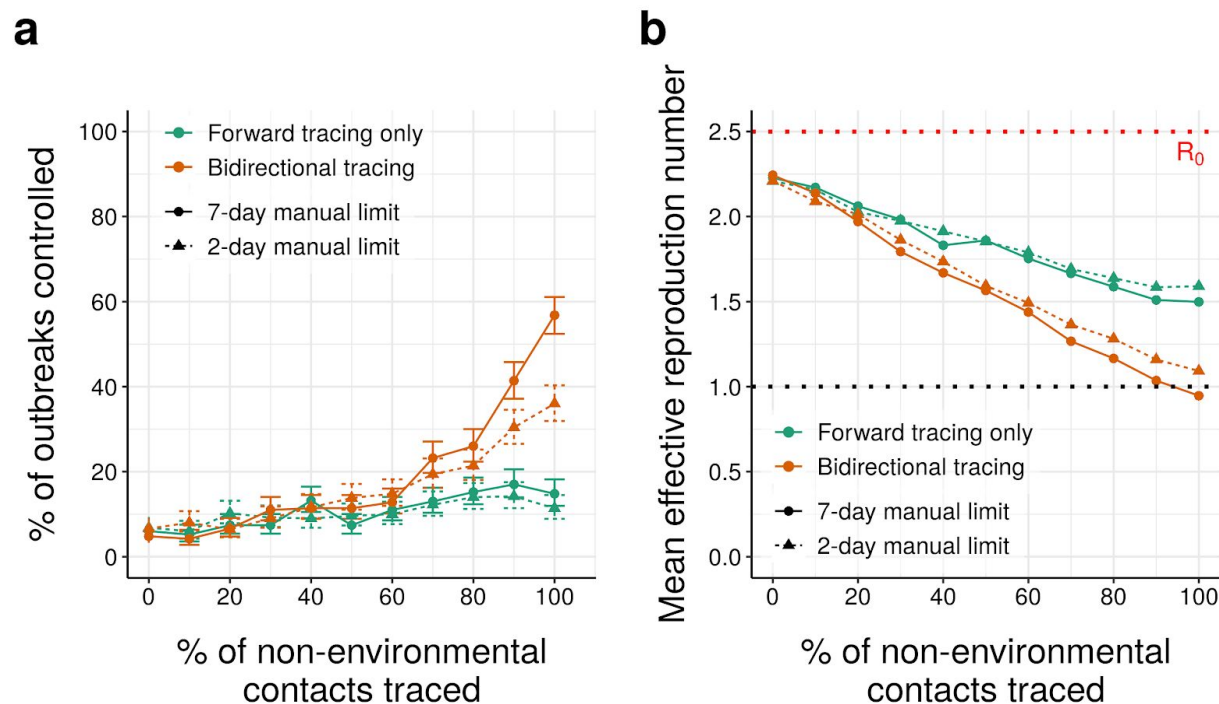 a
% of outbreaks controlled
100
80
60
40
20
0
Forward tracing only
Bidirectional tracing
7-day manual limit
2-day manual limit
0 20 40 60 80 100
% of non-environmental
contacts traced
b
Mean effective reproduction number
2.5
2.0
1.5
1.0
0.5
0.0
R0
Forward tracing only
Bidirectional tracing
7-day manual limit
2-day manual limit
0 20 40 60 80 100
% of non-environmental
contacts traced